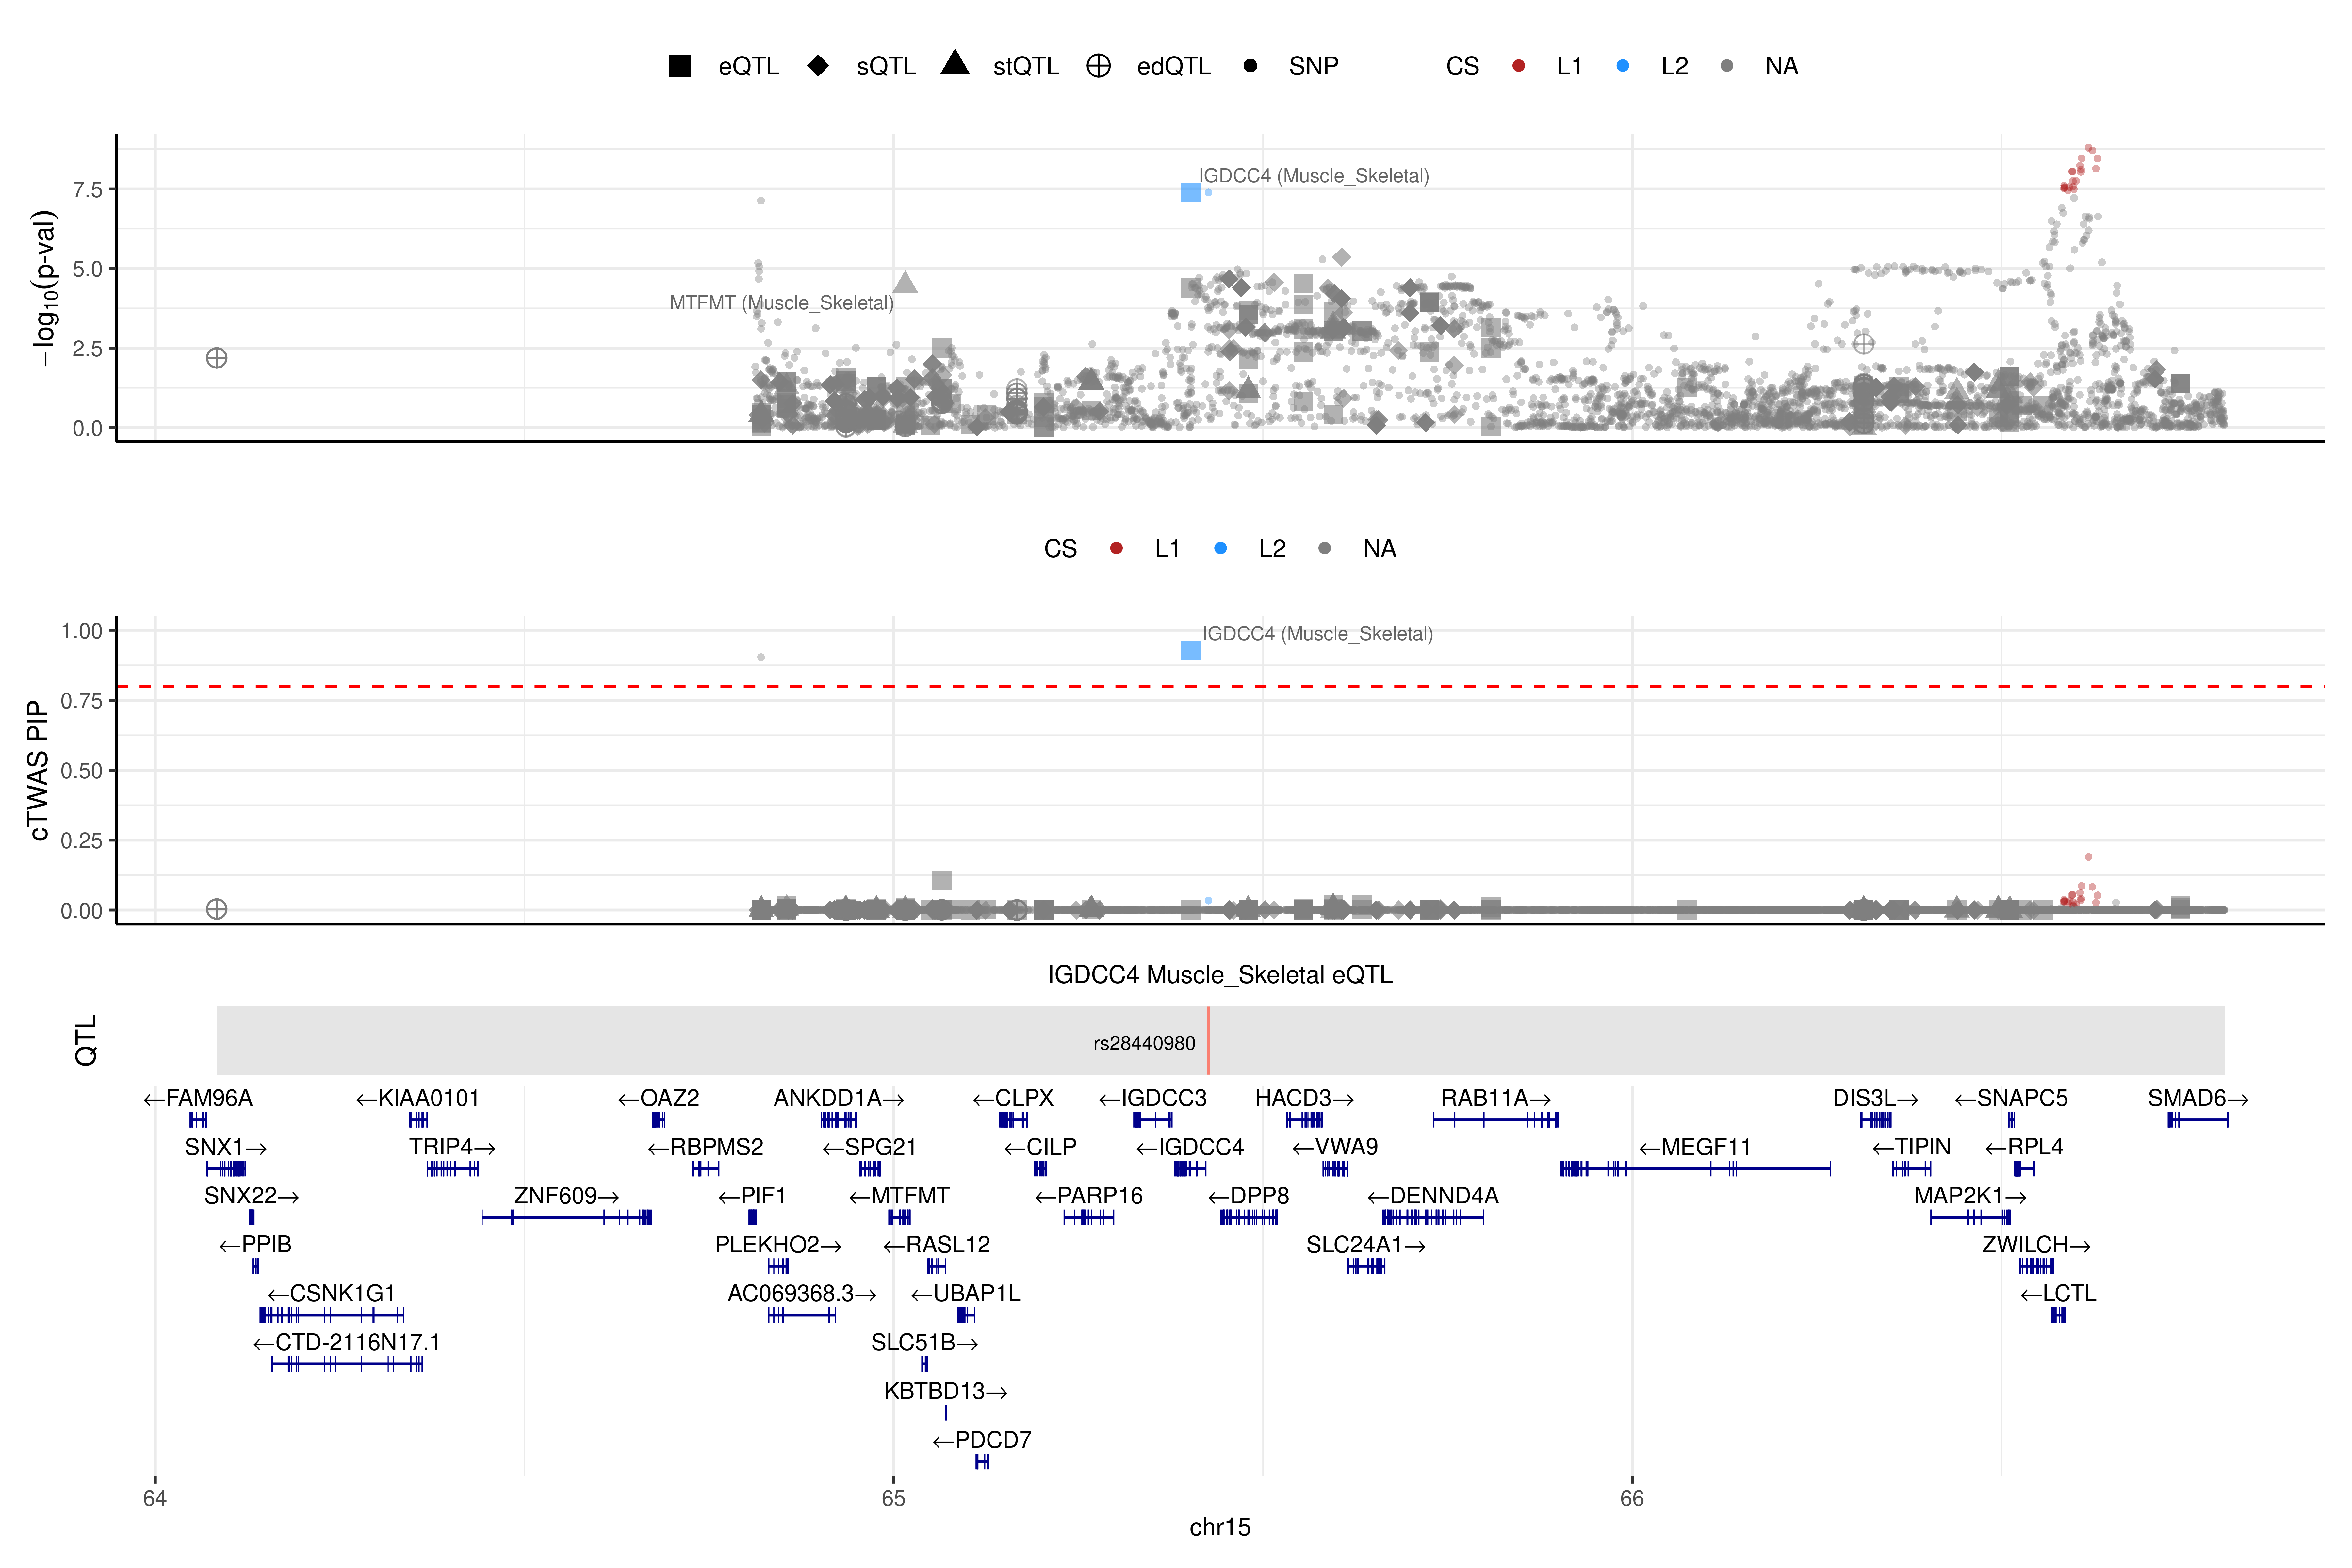 eQTL sQTL stQTL edQTL SNP CS L1 L2 NA
IGDCC4 (Muscle_Skeletal)
MTFMT (Muscle_Skeletal)
−log10(p-val)
7.5
5.0
2.5
0.0
CS L1 L2 NA
IGDCC4 (Muscle_Skeletal)
cTWAS PIP
1.00
0.75
0.50
0.25
0.00
IGDCC4 Muscle_Skeletal eQTL
QTL
rs28440980
←FAM96A ←KIAA0101 ←OAZ2 ANKDD1A→ ←CLPX ←IGDCC3 HACD3→ RAB11A→ DIS3L→ ←SNAPC5 SMAD6→
SNX1→ TRIP4→ ←RBPMS2 ←SPG21 ←CILP ←IGDCC4 ←VWA9 ←MEGF11 ←TIPIN ←RPL4
SNX22→ ZNF609→ ←PIF1 ←MTFMT ←PARP16 ←DPP8 ←DENND4A MAP2K1→
←PPIB PLEKHO2→ ←RASL12 SLC24A1→ ZWILCH→
←CSNK1G1 AC069368.3→ ←UBAP1L ←LCTL
←CTD-2116N17.1 SLC51B→
KBTBD13→
←PDCD7
64 65 66
chr15